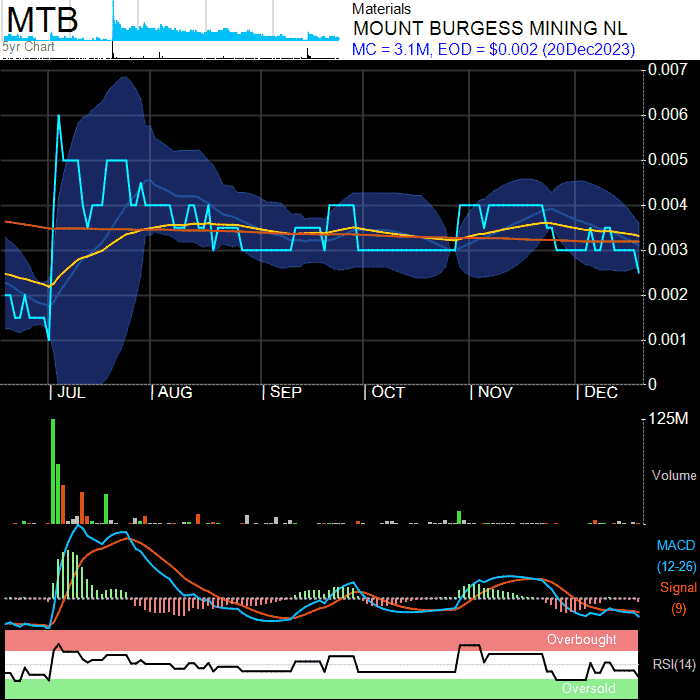 MTB
5yr Chart
Materials
MOUNT BURGESS MINING NL
MC = 3.1M, EOD = $0.002 (20Dec2023)
0.007
0.006
0.005
0.004
0.003
0.002
0.001
0
JUL AUG SEP OCT NOV DEC
125M
Volume
MACD
(12-26)
Signal
(9)
Overbought
RSI(14)
Oversold